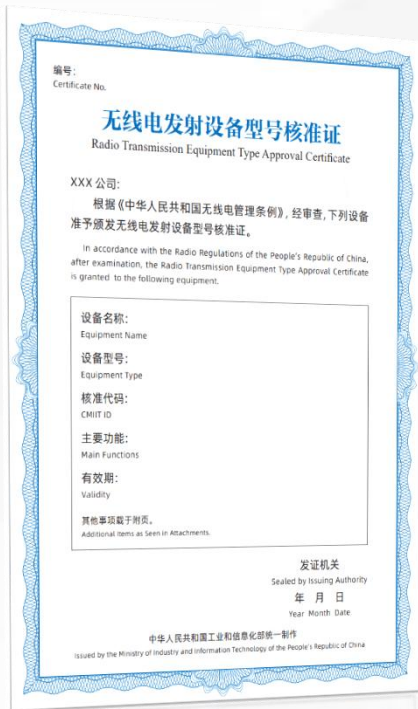 编号：
Certificate No.
无线电发射设备型号核准证
Radio Transmission Equipment Type Approval Certificate
XXX 公司：
根据《中华人民共和国无线电管理条例》，经审查，下列设备
准予颁发无线电发射设备型号核准证。
In accordance with the Radio Regulations of the People's Republic of China,
after examination, the Radio Transmission Equipment Type Approval Certificate
is granted to the following equipment.
设备名称：
Equipment Name
设备型号：
Equipment Type
核准代码：
CMIIT ID
主要功能：
Main Functions
有效期：
Validity
其他事项载于附页。
Additional Items as Seen in Attachments.
发证机关
Sealed by Issuing Authority
年 月 日
Year Month Date
中华人民共和国工业和信息化部统一制作
Issued by the Ministry of Industry and Information Technology of the People's Republic of China